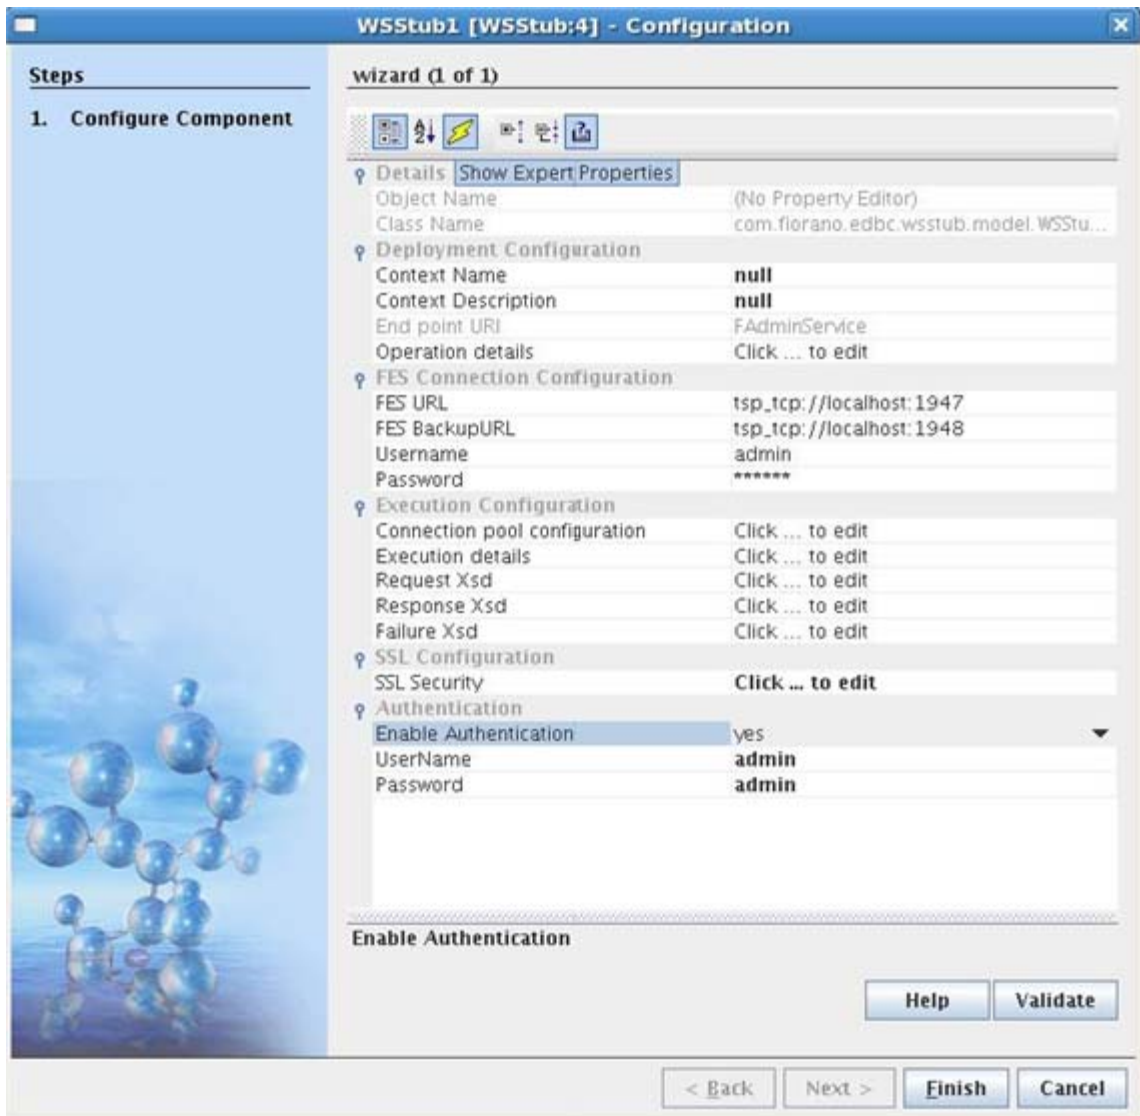 WSStub1 [WSStub:4] - Configuration
Steps
1. Configure Component
wizard (1 of 1)
Details Show Expert Properties
Object Name (No Property Editor)
Class Name com.fiorano.edbc.wsstub.model.WSStu...
Deployment Configuration
Context Name null
Context Description null
End point URI FAdminService
Operation details Click ... to edit
FES Connection Configuration
FES URL tsp_tcp://localhost:1947
FES BackupURL tsp_tcp://localhost:1948
Username admin
Password ******
Execution Configuration
Connection pool configuration Click ... to edit
Execution details Click ... to edit
Request Xsd Click ... to edit
Response Xsd Click ... to edit
Failure Xsd Click ... to edit
SSL Configuration
SSL Security Click ... to edit
Authentication
Enable Authentication yes
UserName admin
Password admin
Enable Authentication
Help Validate
< Back Next > Finish Cancel